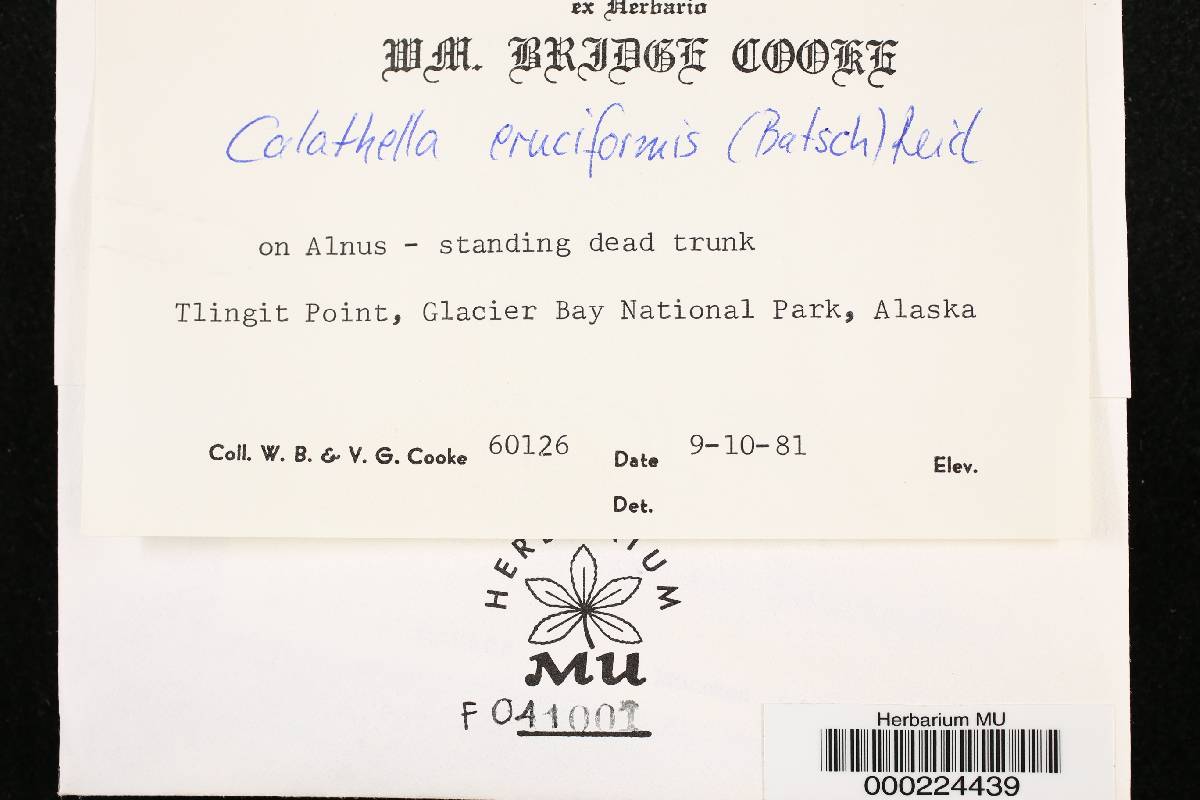 ex Herbario
WM. BRIDGE COOKE
Calathella eruciformis (Batsch) Reid
on Alnus - standing dead trunk
Tlingit Point, Glacier Bay National Park, Alaska
Coll. W. B. & V. G. Cooke 60126 Date 9-10-81 Elev.
Det.
HERBARIUM
MU
F 041001
Herbarium MU
000224439